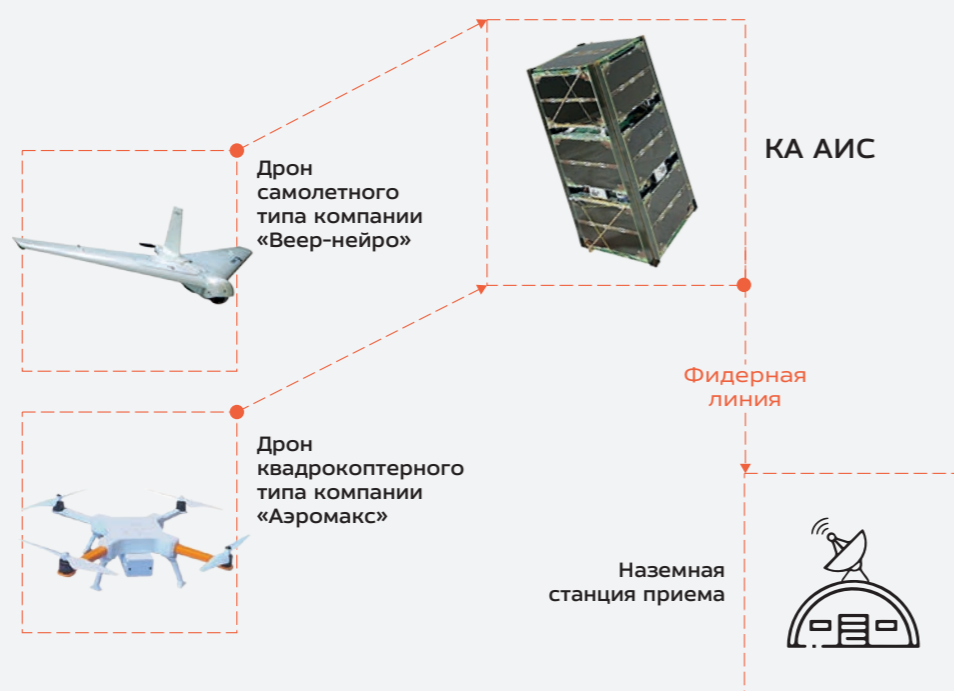 Дрон
самолетного
типа компании
«Веер-нейро»
КА АИС
Фидерная
линия
Дрон
квадрокоптерного
типа компании
«Аэромакс»
Наземная
станция приема